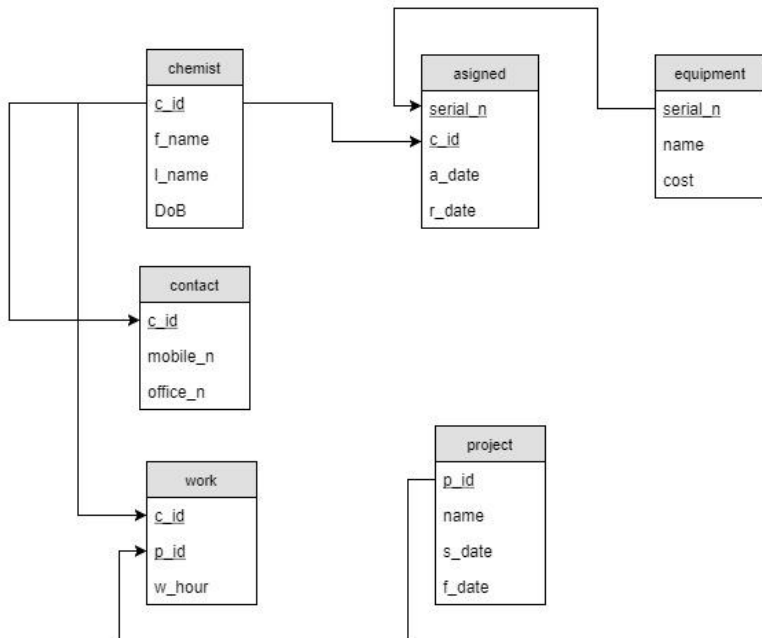 chemist
c_id
f_name
l_name
DoB
asigned
serial_n
c_id
a_date
r_date
equipment
serial_n
name
cost
contact
c_id
mobile_n
office_n
work
c_id
p_id
w_hour
project
p_id
name
s_date
f_date